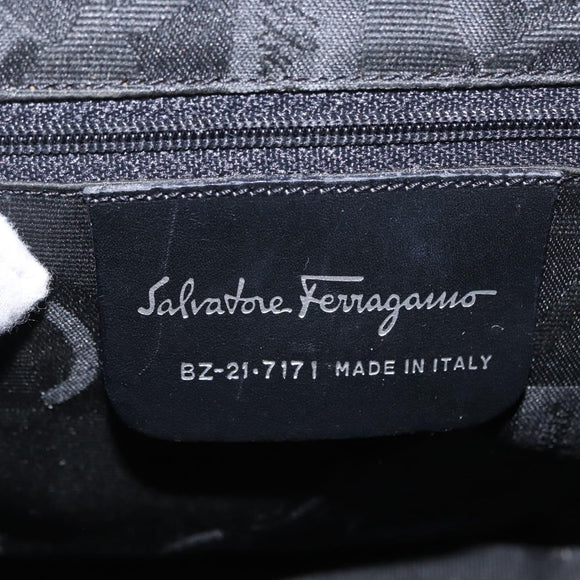 Salvatore Ferragamo
BZ-21·7171 MADE IN ITALY